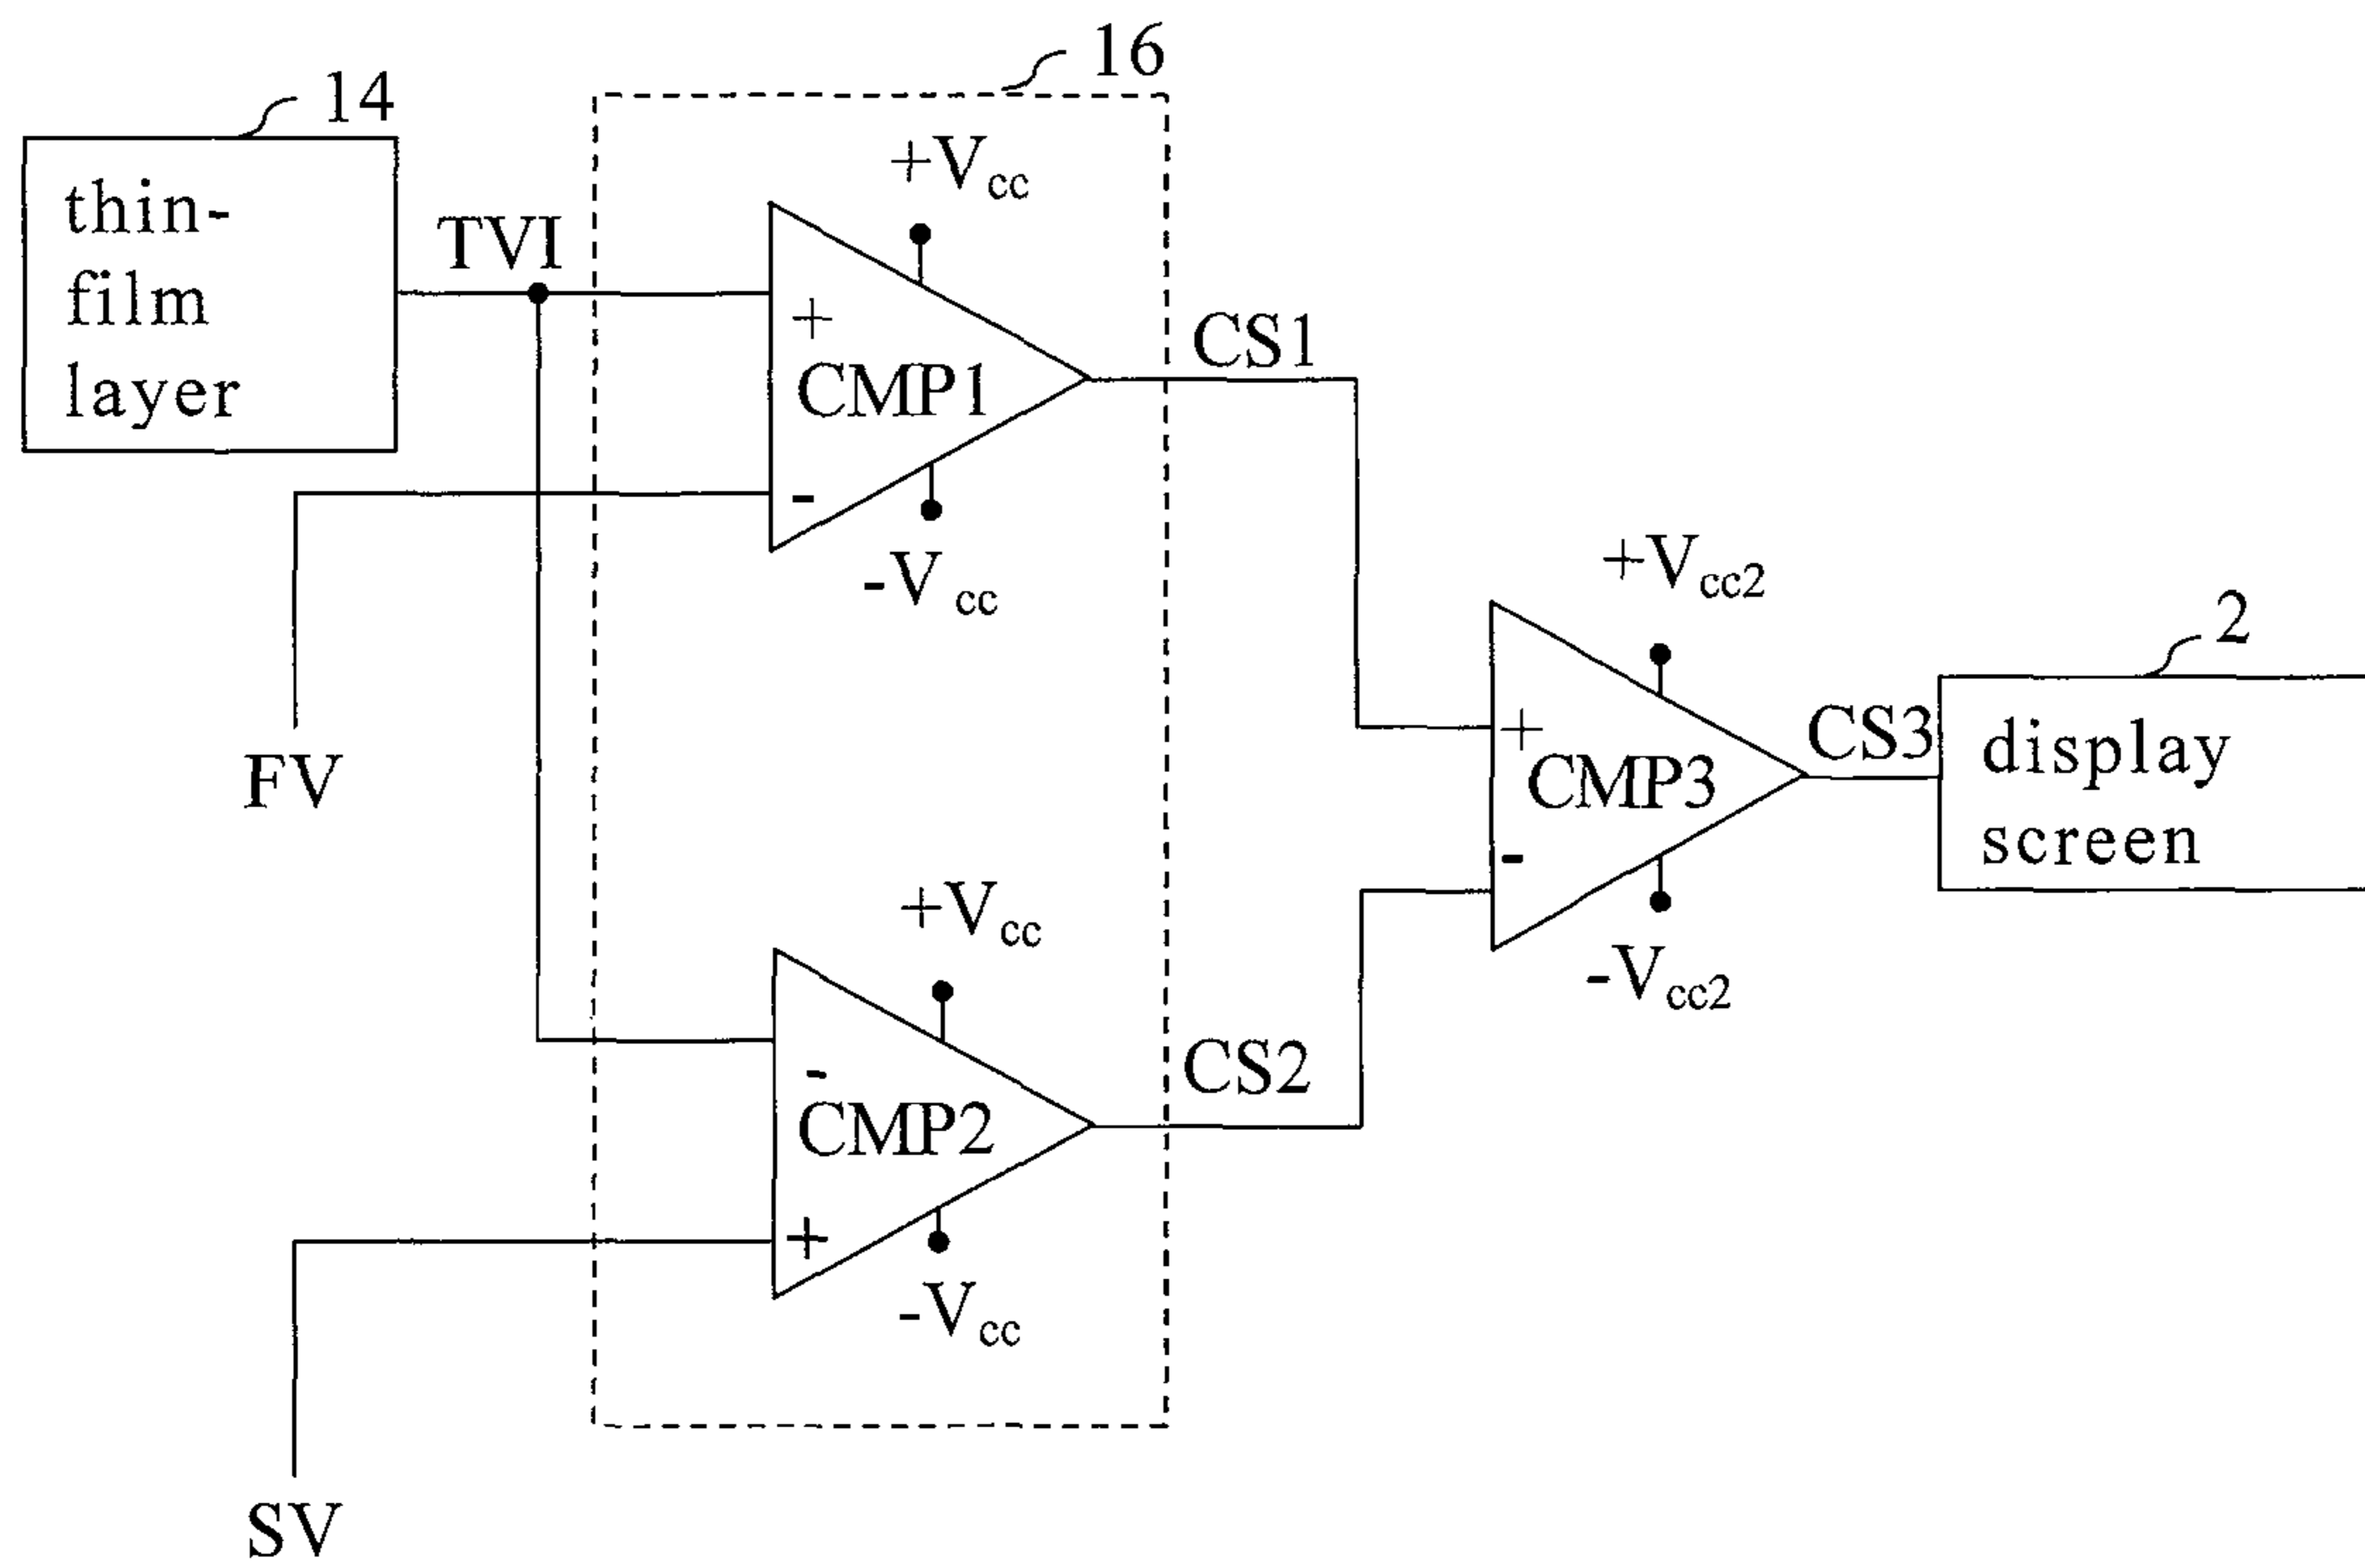 16
14
thin-
film
layer
TVI
+Vcc
+
CMP1
-
-Vcc
CS1
FV
+Vcc2
2
+
CMP3
-
-Vcc2
CS3
display
screen
+Vcc
-
CMP2
+
-Vcc
CS2
SV